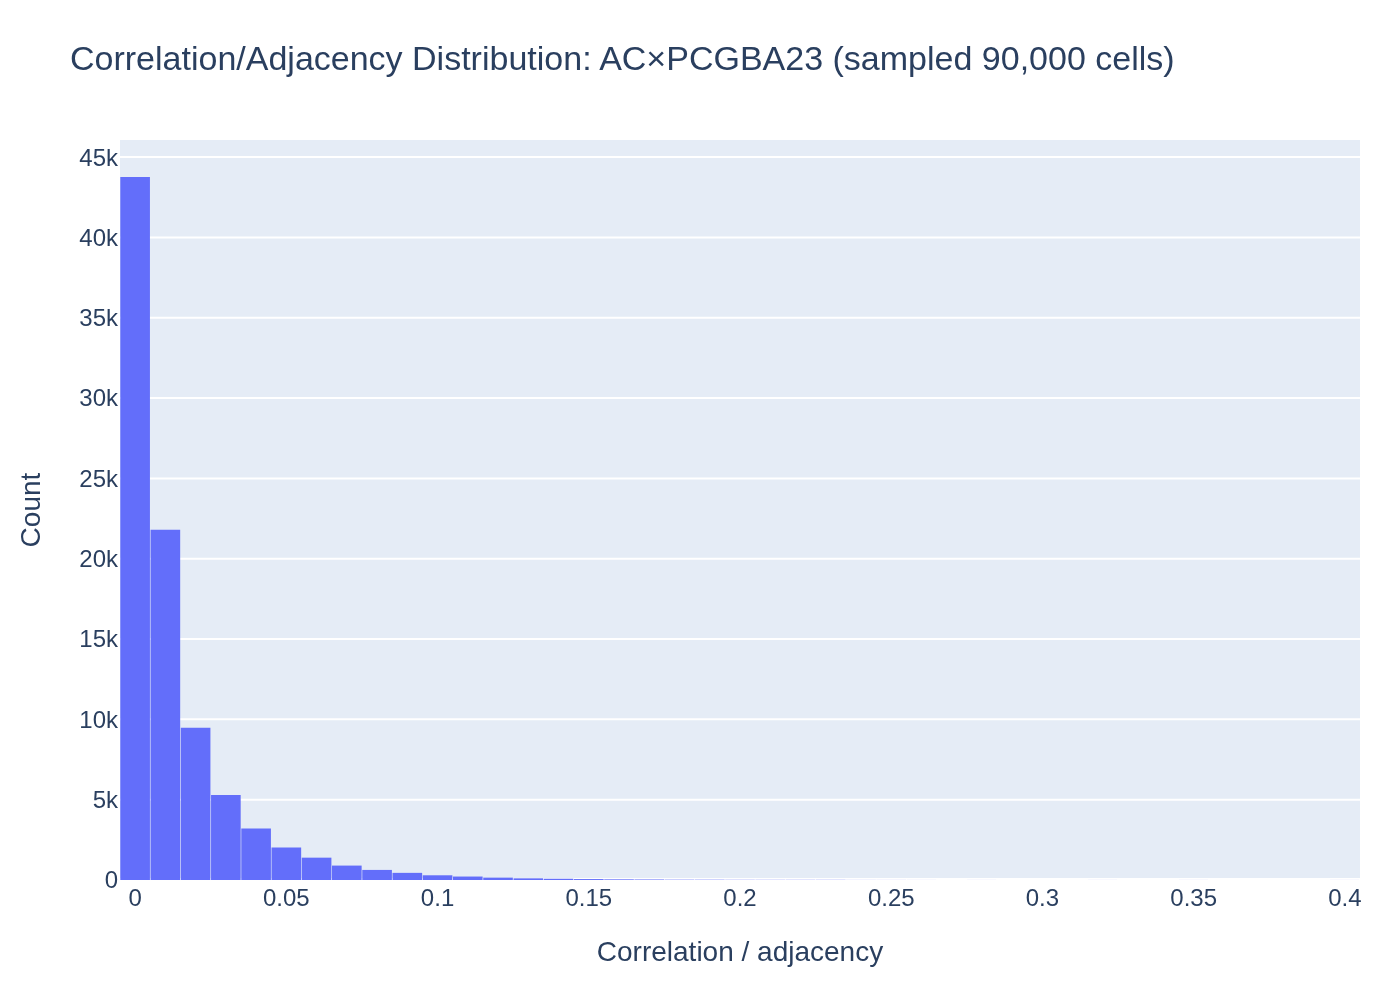 Correlation/Adjacency Distribution: AC×PCGBA23 (sampled 90,000 cells)
45k
40k
35k
30k
25k
20k
15k
10k
5k
0
Count
0 0.05 0.1 0.15 0.2 0.25 0.3 0.35 0.4
Correlation / adjacency